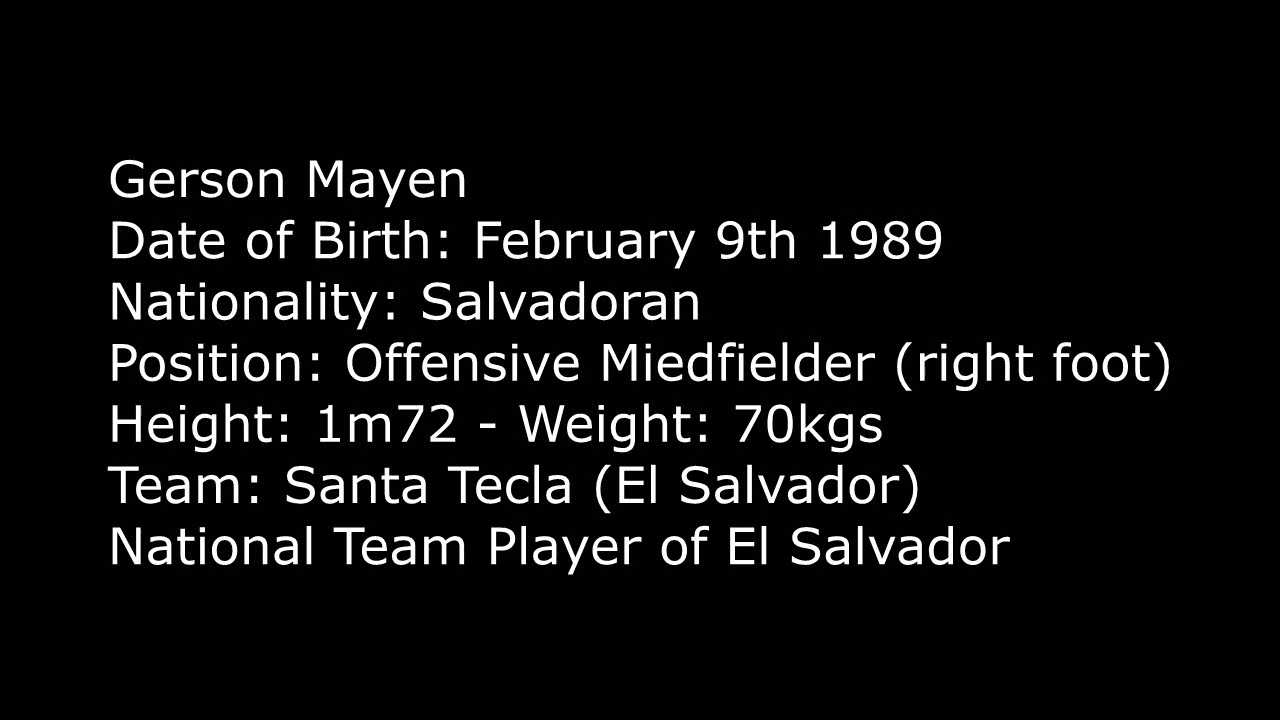 Gerson Mayen
Date of Birth: February 9th 1989
Nationality: Salvadoran
Position: Offensive Miedfielder (right foot)
Height: 1m72 - Weight: 70kgs
Team: Santa Tecla (El Salvador)
National Team Player of El Salvador